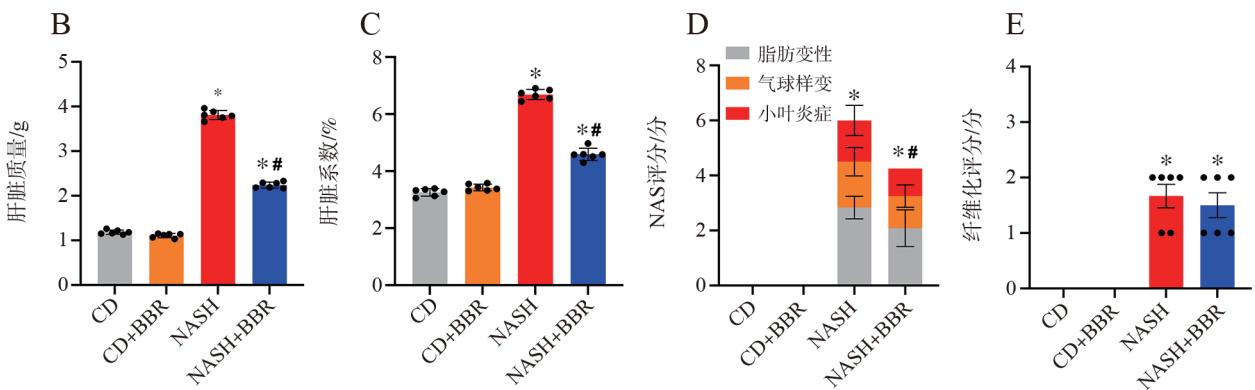 B
肝脏质量/g
5
4
3
2
1
0
*
*#
CD
CD+BBR
NASH
NASH+BBR
C
肝脏系数/%
8
6
4
2
0
*
*#
CD
CD+BBR
NASH
NASH+BBR
D
脂肪变性
气球样变
小叶炎症
NAS评分/分
8
6
4
2
0
*
*#
CD
CD+BBR
NASH
NASH+BBR
E
纤维化评分/分
4
3
2
1
0
*
*
CD
CD+BBR
NASH
NASH+BBR